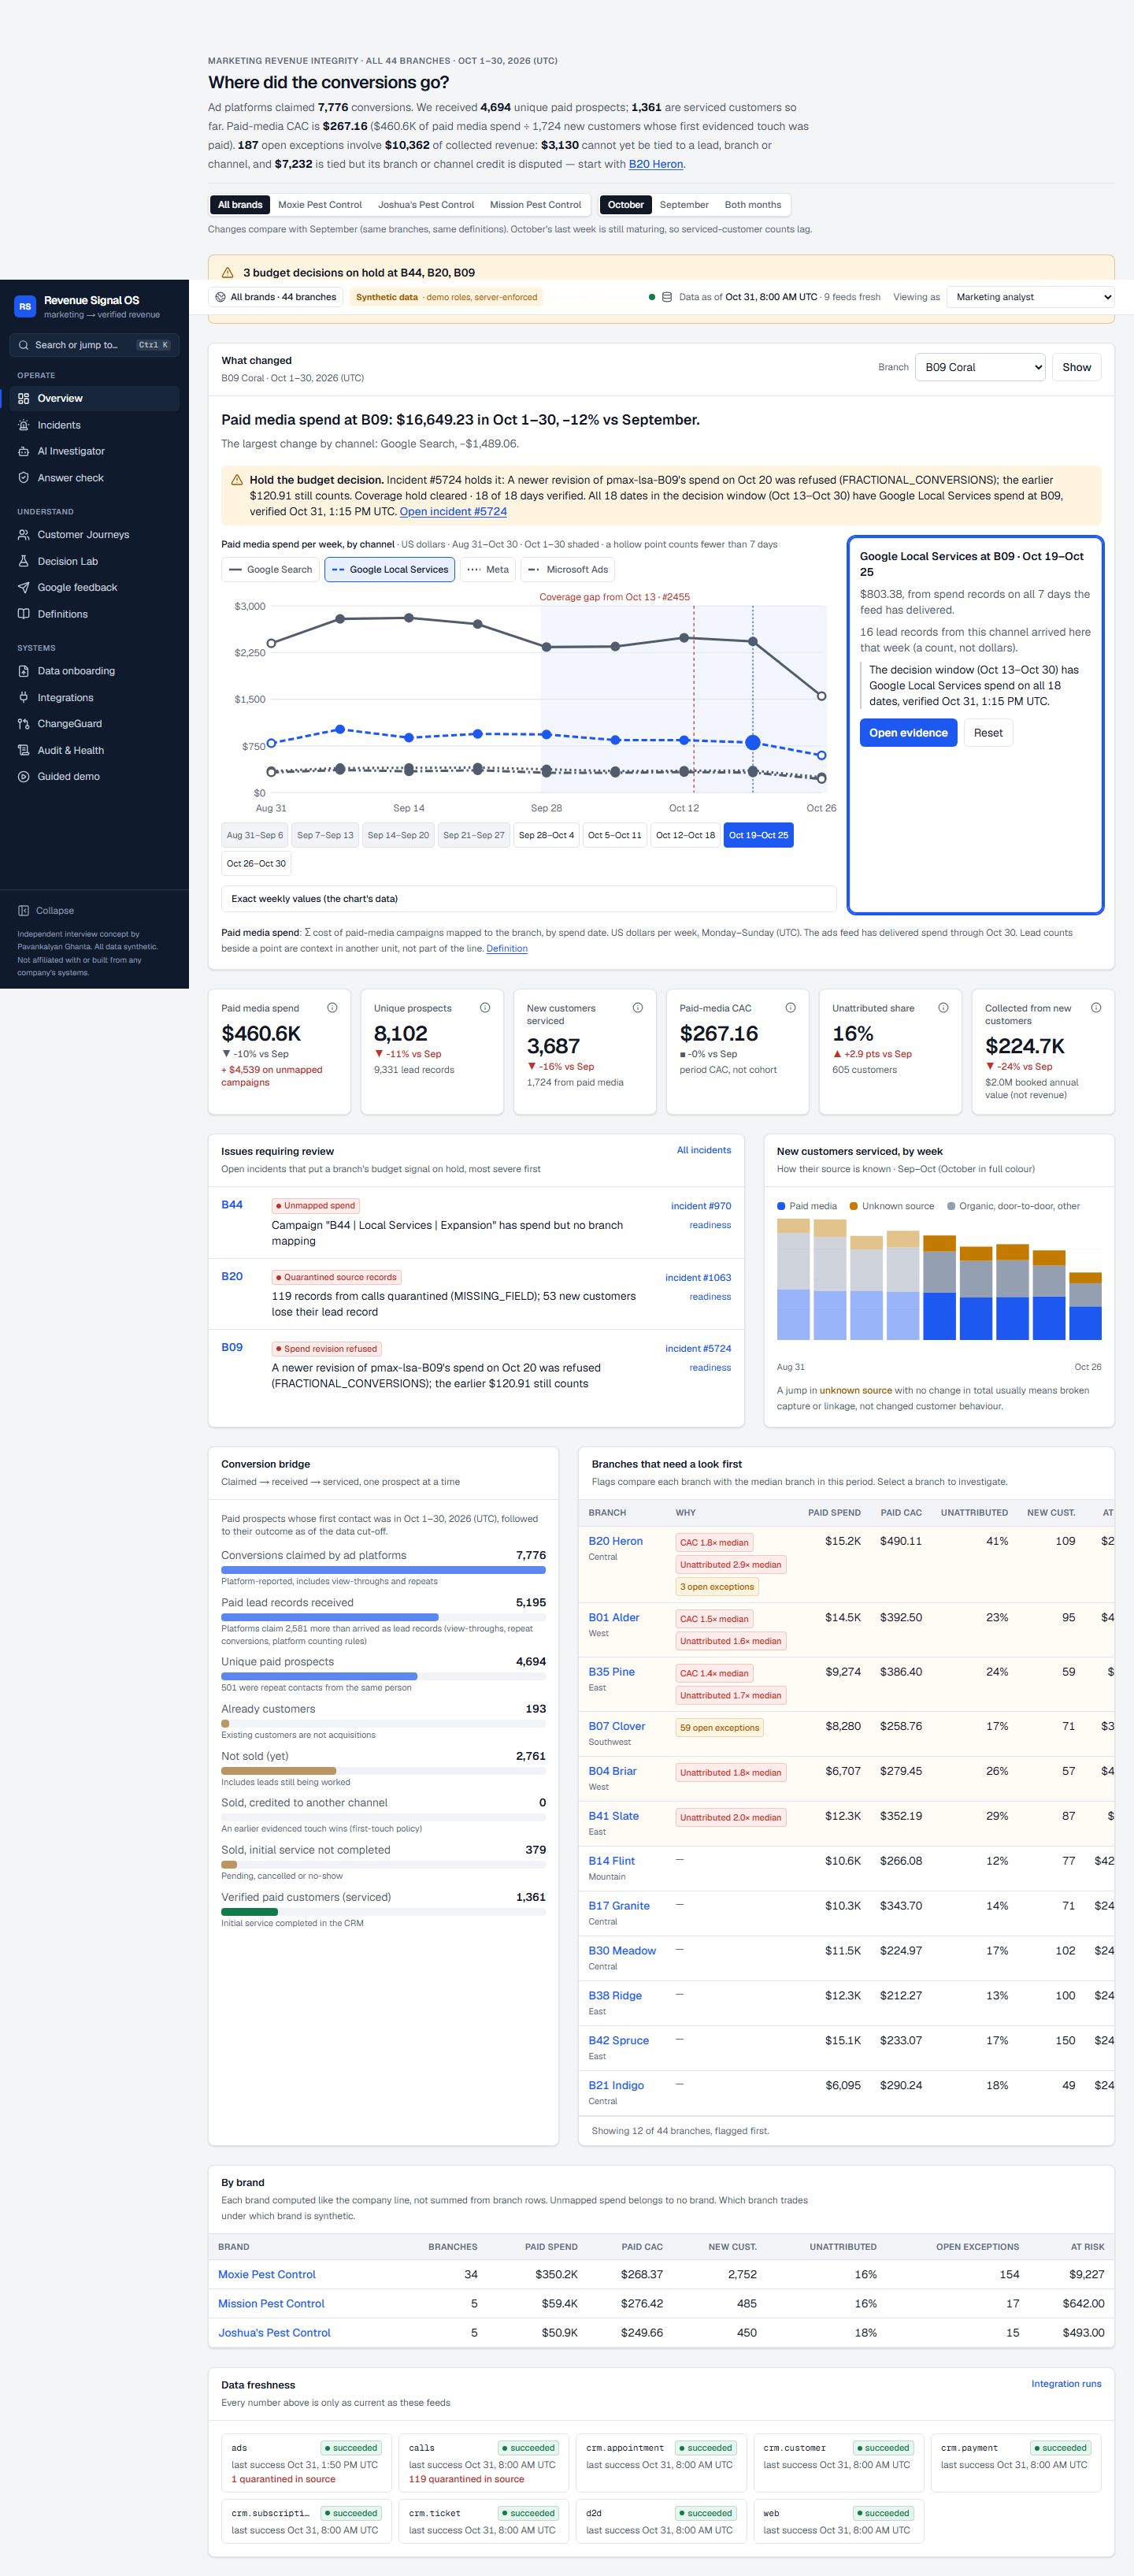 MARKETING REVENUE INTEGRITY · ALL 44 BRANCHES · OCT 1–30, 2026 (UTC)
Where did the conversions go?
Ad platforms claimed 7,776 conversions. We received 4,694 unique paid prospects; 1,361 are serviced customers so
far. Paid-media CAC is $267.16 ($460.6K of paid media spend ÷ 1,724 new customers whose first evidenced touch was
paid). 187 open exceptions involve $10,362 of collected revenue: $3,130 cannot yet be tied to a lead, branch or
channel, and $7,232 is tied but its branch or channel credit is disputed — start with B20 Heron.
All brands Moxie Pest Control Joshua's Pest Control Mission Pest Control October September Both months
Changes compare with September (same branches, same definitions). October's last week is still maturing, so serviced-customer counts lag.
3 budget decisions on hold at B44, B20, B09
RS Revenue Signal OS
marketing → verified revenue
All brands · 44 branches Synthetic data · demo roles, server-enforced Data as of Oct 31, 8:00 AM UTC · 9 feeds fresh Viewing as Marketing analyst
Search or jump to... Ctrl K
OPERATE
Overview
Incidents
AI Investigator
Answer check
UNDERSTAND
Customer Journeys
Decision Lab
Google feedback
Definitions
SYSTEMS
Data onboarding
Integrations
ChangeGuard
Audit & Health
Guided demo
Collapse
Independent interview concept by
Pavankalyan Ghanta. All data synthetic.
Not affiliated with or built from any
company's systems.
What changed
B09 Coral · Oct 1–30, 2026 (UTC)
Branch B09 Coral Show
Paid media spend at B09: $16,649.23 in Oct 1–30, −12% vs September.
The largest change by channel: Google Search, −$1,489.06.
Hold the budget decision. Incident #5724 holds it: A newer revision of pmax-lsa-B09's spend on Oct 20 was refused (FRACTIONAL_CONVERSIONS); the earlier
$120.91 still counts. Coverage hold cleared · 18 of 18 days verified. All 18 dates in the decision window (Oct 13–Oct 30) have Google Local Services spend at B09,
verified Oct 31, 1:15 PM UTC. Open incident #5724
Paid media spend per week, by channel · US dollars · Aug 31–Oct 30 · Oct 1–30 shaded · a hollow point counts fewer than 7 days
Google Search Google Local Services Meta Microsoft Ads
Coverage gap from Oct 13 · #2455
$3,000
$2,250
$1,500
$750
$0
Aug 31 Sep 14 Sep 28 Oct 12 Oct 26
Aug 31–Sep 6 Sep 7–Sep 13 Sep 14–Sep 20 Sep 21–Sep 27 Sep 28–Oct 4 Oct 5–Oct 11 Oct 12–Oct 18 Oct 19–Oct 25
Oct 26–Oct 30
Exact weekly values (the chart's data)
Google Local Services at B09 · Oct 19–Oct
25
$803.38, from spend records on all 7 days the
feed has delivered.
16 lead records from this channel arrived here
that week (a count, not dollars).
The decision window (Oct 13–Oct 30) has
Google Local Services spend on all 18
dates, verified Oct 31, 1:15 PM UTC.
Open evidence Reset
Paid media spend: Σ cost of paid-media campaigns mapped to the branch, by spend date. US dollars per week, Monday–Sunday (UTC). The ads feed has delivered spend through Oct 30. Lead counts
beside a point are context in another unit, not part of the line. Definition
Paid media spend
$460.6K
▼ -10% vs Sep
+ $4,539 on unmapped
campaigns
Unique prospects
8,102
▼ -11% vs Sep
9,331 lead records
New customers
serviced
3,687
▼ -16% vs Sep
1,724 from paid media
Paid-media CAC
$267.16
■ -0% vs Sep
period CAC, not cohort
Unattributed share
16%
▲ +2.9 pts vs Sep
605 customers
Collected from new
customers
$224.7K
▼ -24% vs Sep
$2.0M booked annual
value (not revenue)
Issues requiring review All incidents
Open incidents that put a branch's budget signal on hold, most severe first
B44 Unmapped spend incident #970
Campaign "B44 | Local Services | Expansion" has spend but no branch readiness
mapping
B20 Quarantined source records incident #1063
119 records from calls quarantined (MISSING_FIELD); 53 new customers readiness
lose their lead record
B09 Spend revision refused incident #5724
A newer revision of pmax-lsa-B09's spend on Oct 20 was refused readiness
(FRACTIONAL_CONVERSIONS); the earlier $120.91 still counts
New customers serviced, by week
How their source is known · Sep–Oct (October in full colour)
Paid media Unknown source Organic, door-to-door, other
Aug 31 Oct 26
A jump in unknown source with no change in total usually means broken
capture or linkage, not changed customer behaviour.
Conversion bridge
Claimed → received → serviced, one prospect at a time
Paid prospects whose first contact was in Oct 1–30, 2026 (UTC), followed
to their outcome as of the data cut-off.
Conversions claimed by ad platforms 7,776
Platform-reported, includes view-throughs and repeats
Paid lead records received 5,195
Platforms claim 2,581 more than arrived as lead records (view-throughs, repeat
conversions, platform counting rules)
Unique paid prospects 4,694
501 were repeat contacts from the same person
Already customers 193
Existing customers are not acquisitions
Not sold (yet) 2,761
Includes leads still being worked
Sold, credited to another channel 0
An earlier evidenced touch wins (first-touch policy)
Sold, initial service not completed 379
Pending, cancelled or no-show
Verified paid customers (serviced) 1,361
Initial service completed in the CRM
Branches that need a look first
Flags compare each branch with the median branch in this period. Select a branch to investigate.
BRANCH WHY PAID SPEND PAID CAC UNATTRIBUTED NEW CUST. AT
B20 Heron CAC 1.8× median $15.2K $490.11 41% 109 $2
Central Unattributed 2.9× median
3 open exceptions
B01 Alder CAC 1.5× median $14.5K $392.50 23% 95 $4
West Unattributed 1.6× median
B35 Pine CAC 1.4× median $9,274 $386.40 24% 59 $
East Unattributed 1.7× median
B07 Clover 59 open exceptions $8,280 $258.76 17% 71 $3
Southwest
B04 Briar Unattributed 1.8× median $6,707 $279.45 26% 57 $4
West
B41 Slate Unattributed 2.0× median $12.3K $352.19 29% 87 $
East
B14 Flint — $10.6K $266.08 12% 77 $42
Mountain
B17 Granite — $10.3K $343.70 14% 71 $24
Central
B30 Meadow — $11.5K $224.97 17% 102 $24
Central
B38 Ridge — $12.3K $212.27 13% 100 $24
East
B42 Spruce — $15.1K $233.07 17% 150 $24
East
B21 Indigo — $6,095 $290.24 18% 49 $24
Central
Showing 12 of 44 branches, flagged first.
By brand
Each brand computed like the company line, not summed from branch rows. Unmapped spend belongs to no brand. Which branch trades
under which brand is synthetic.
BRAND BRANCHES PAID SPEND PAID CAC NEW CUST. UNATTRIBUTED OPEN EXCEPTIONS AT RISK
Moxie Pest Control 34 $350.2K $268.37 2,752 16% 154 $9,227
Mission Pest Control 5 $59.4K $276.42 485 16% 17 $642.00
Joshua's Pest Control 5 $50.9K $249.66 450 18% 15 $493.00
Data freshness Integration runs
Every number above is only as current as these feeds
ads succeeded
last success Oct 31, 1:50 PM UTC
1 quarantined in source
calls succeeded
last success Oct 31, 8:00 AM UTC
119 quarantined in source
crm.appointment succeeded
last success Oct 31, 8:00 AM UTC
crm.customer succeeded
last success Oct 31, 8:00 AM UTC
crm.payment succeeded
last success Oct 31, 8:00 AM UTC
crm.subscripti… succeeded
last success Oct 31, 8:00 AM UTC
crm.ticket succeeded
last success Oct 31, 8:00 AM UTC
d2d succeeded
last success Oct 31, 8:00 AM UTC
web succeeded
last success Oct 31, 8:00 AM UTC